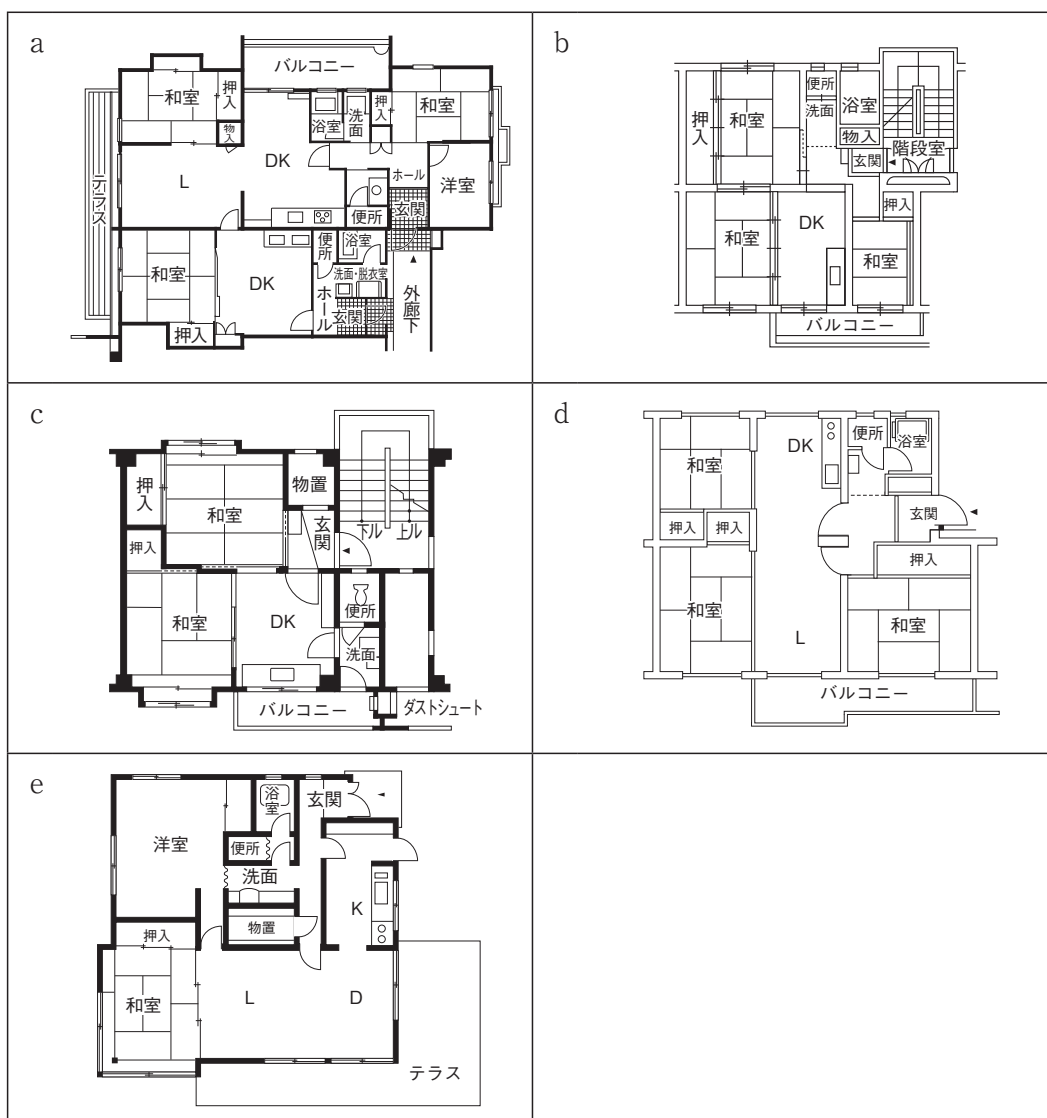 a
バルコニー
和室
押入
物入
浴室
洗面
押入
和室
DK
L
ホール
洋室
テラス
便所
玄関
和室
DK
便所
浴室
洗面・脱衣室
ホール
玄関
外廊下
押入
b
便所
洗面
浴室
押入
和室
物入
玄関
階段室
押入
和室
DK
和室
バルコニー
c
押入
和室
物置
玄関
下ル
上ル
押入
和室
DK
便所
洗面
バルコニー
ダストシュート
d
DK
便所
浴室
和室
玄関
押入
押入
押入
和室
L
和室
バルコニー
e
浴室
玄関
洋室
便所
洗面
K
物置
押入
和室
L
D
テラス